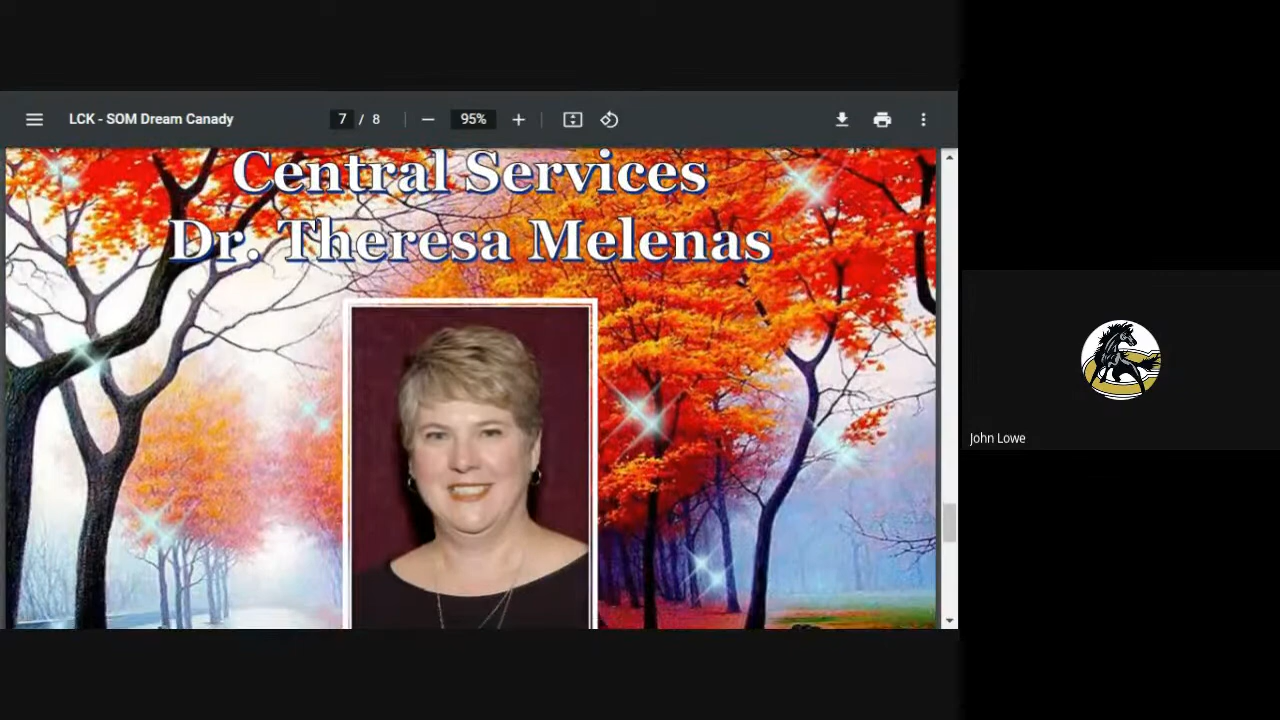 LCK - SOM Dream Canady
7 / 8
95%
Central Services
Dr. Theresa Melenas
John Lowe